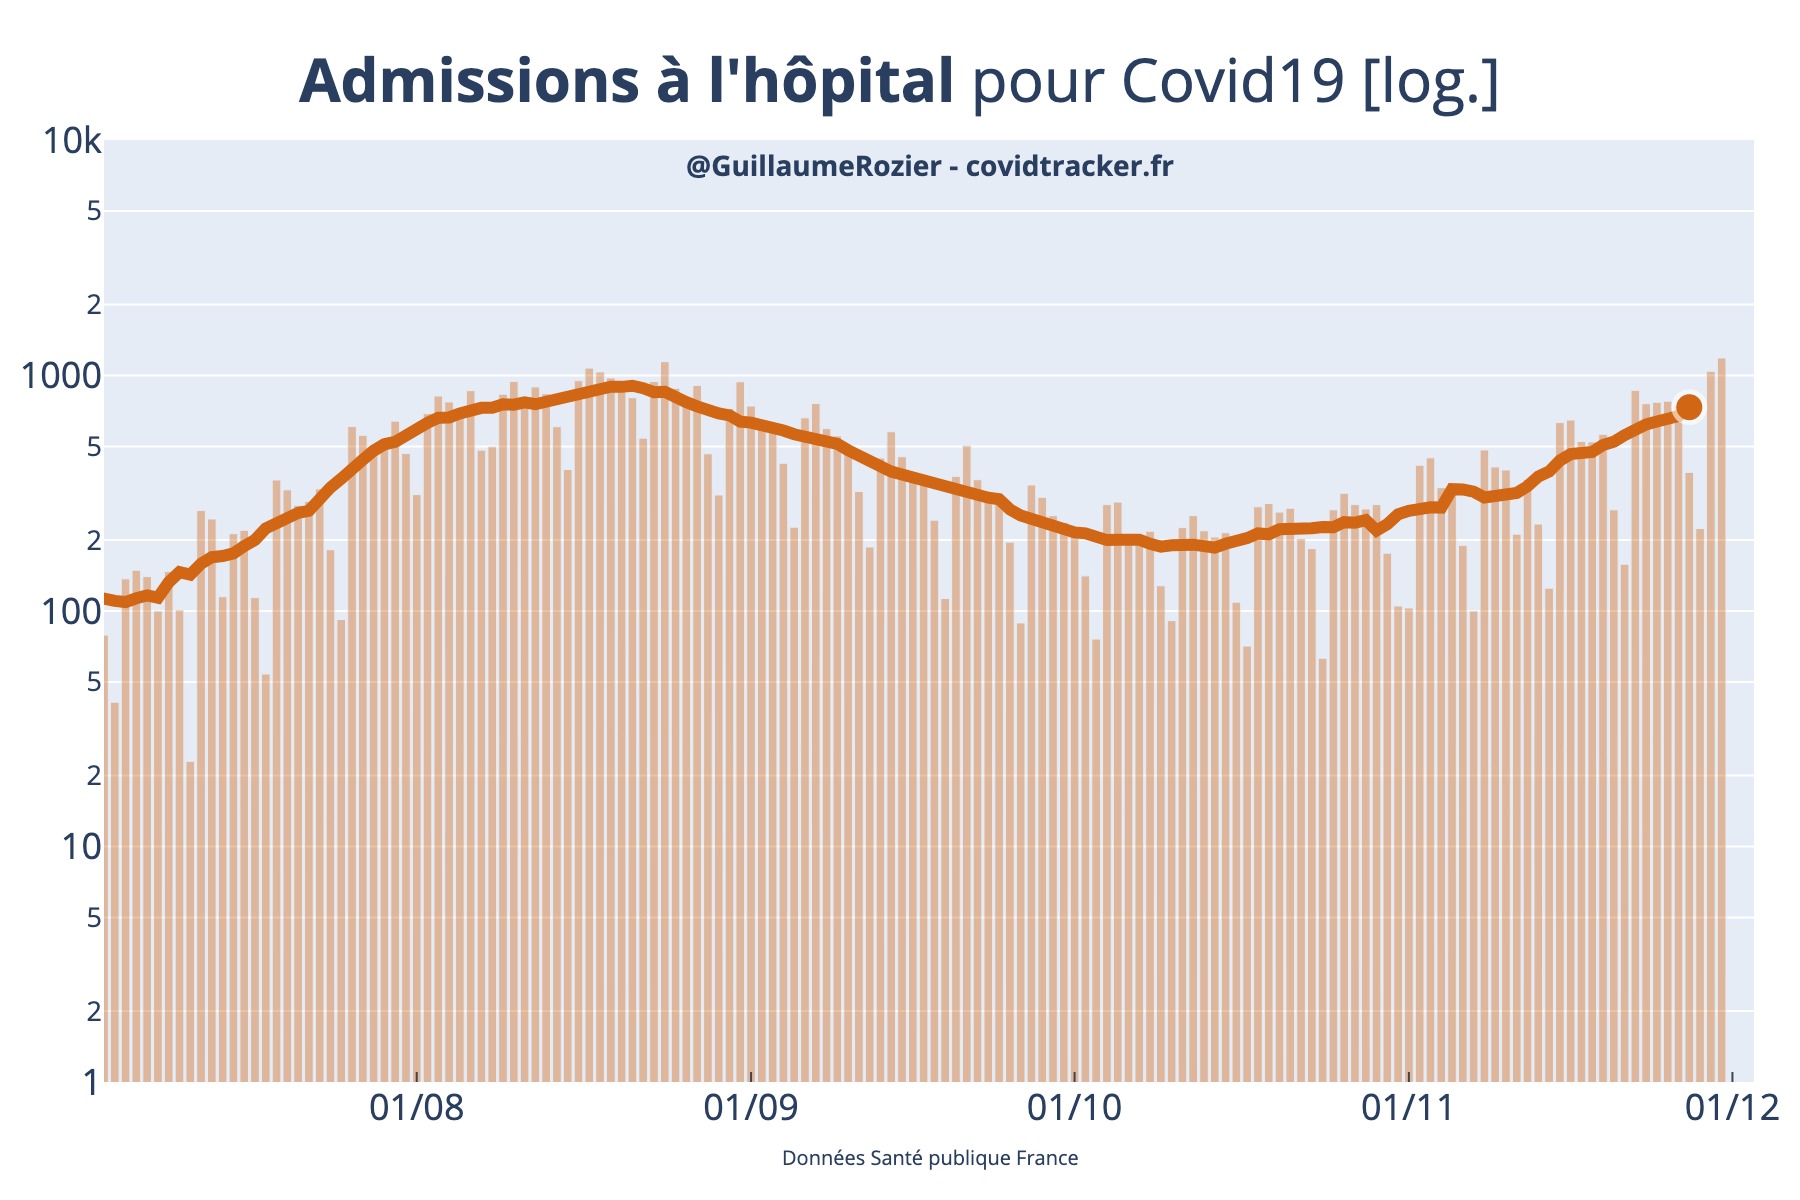 Admissions à l'hôpital pour Covid19 [log.]
@GuillaumeRozier - covidtracker.fr
10k
5
2
1000
5
2
100
5
2
10
5
2
1
01/08 01/09 01/10 01/11 01/12
Données Santé publique France